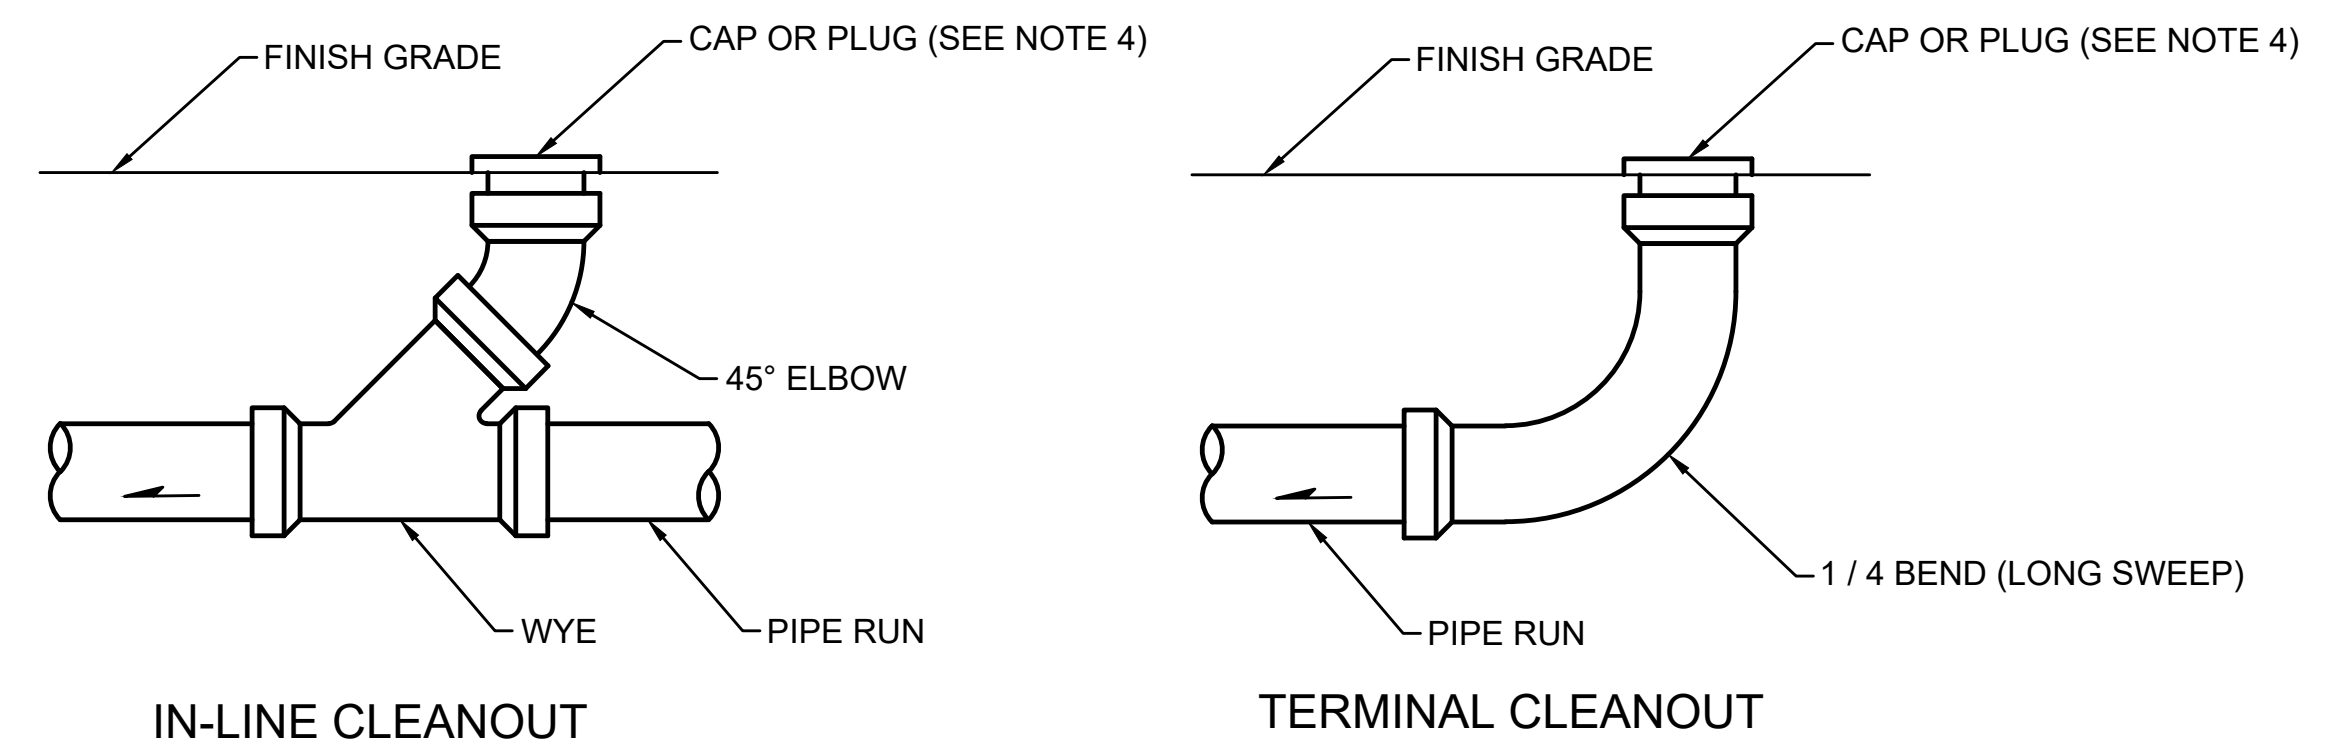 FINISH GRADE
CAP OR PLUG (SEE NOTE 4)
45° ELBOW
WYE
PIPE RUN
IN-LINE CLEANOUT
FINISH GRADE
CAP OR PLUG (SEE NOTE 4)
1 / 4 BEND (LONG SWEEP)
PIPE RUN
TERMINAL CLEANOUT